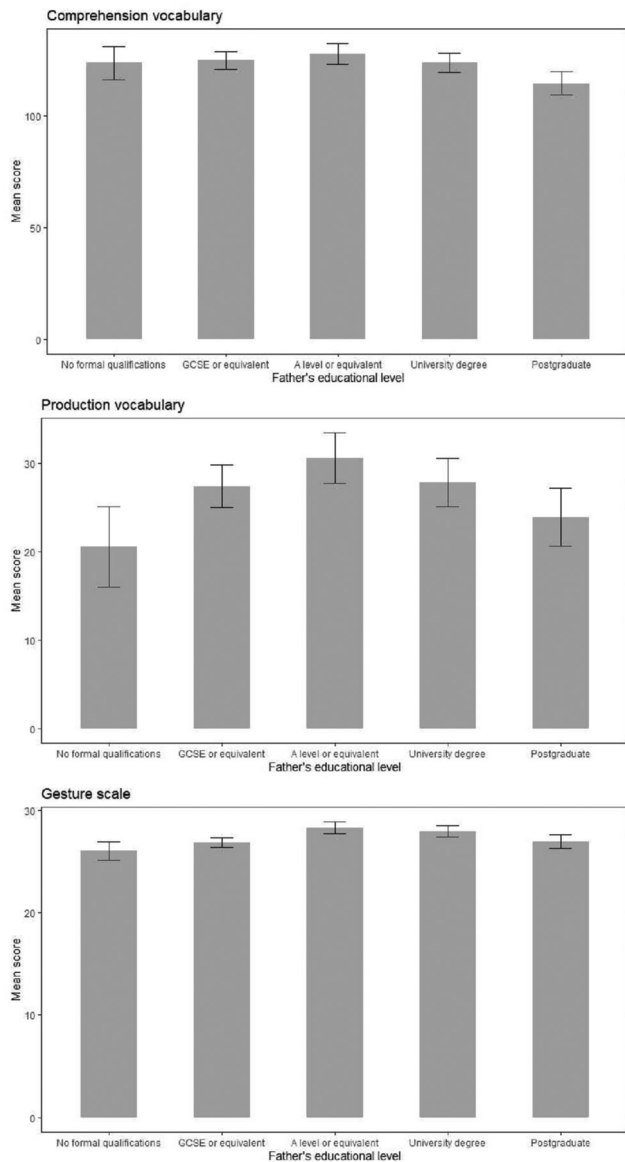 Comprehension vocabulary
100
50
0
Mean score
No formal qualifications GCSE or equivalent A level or equivalent University degree Postgraduate
Father's educational level
Production vocabulary
30
20
10
0
Mean score
No formal qualifications GCSE or equivalent A level or equivalent University degree Postgraduate
Father's educational level
Gesture scale
30
20
10
0
Mean score
No formal qualifications GCSE or equivalent A level or equivalent University degree Postgraduate
Father's educational level